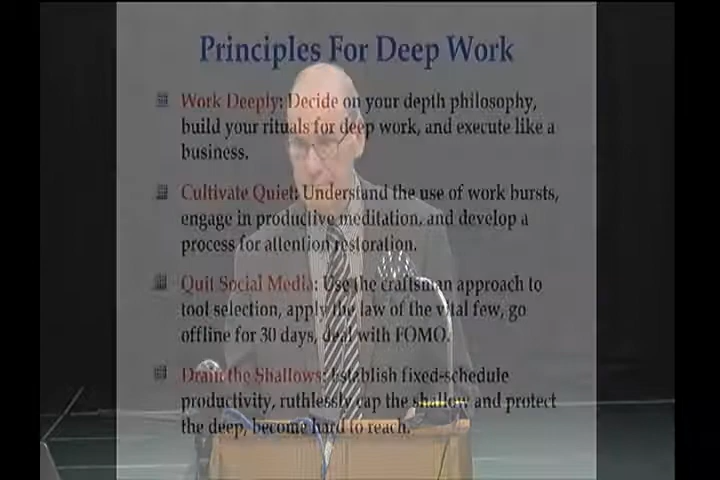 Principles For Deep Work
Work Deeply: Decide on your depth philosophy,
build your rituals for deep work, and execute like a
business.
Cultivate Quiet: Understand the use of work bursts,
engage in productive meditation, and develop a
process for attention restoration.
Quit Social Media: Use the craftsman approach to
tool selection, apply the law of the vital few, go
offline for 30 days, deal with FOMO.
Drain the Shallows: Establish fixed-schedule
productivity, ruthlessly cap the shallow and protect
the deep, become hard to reach.